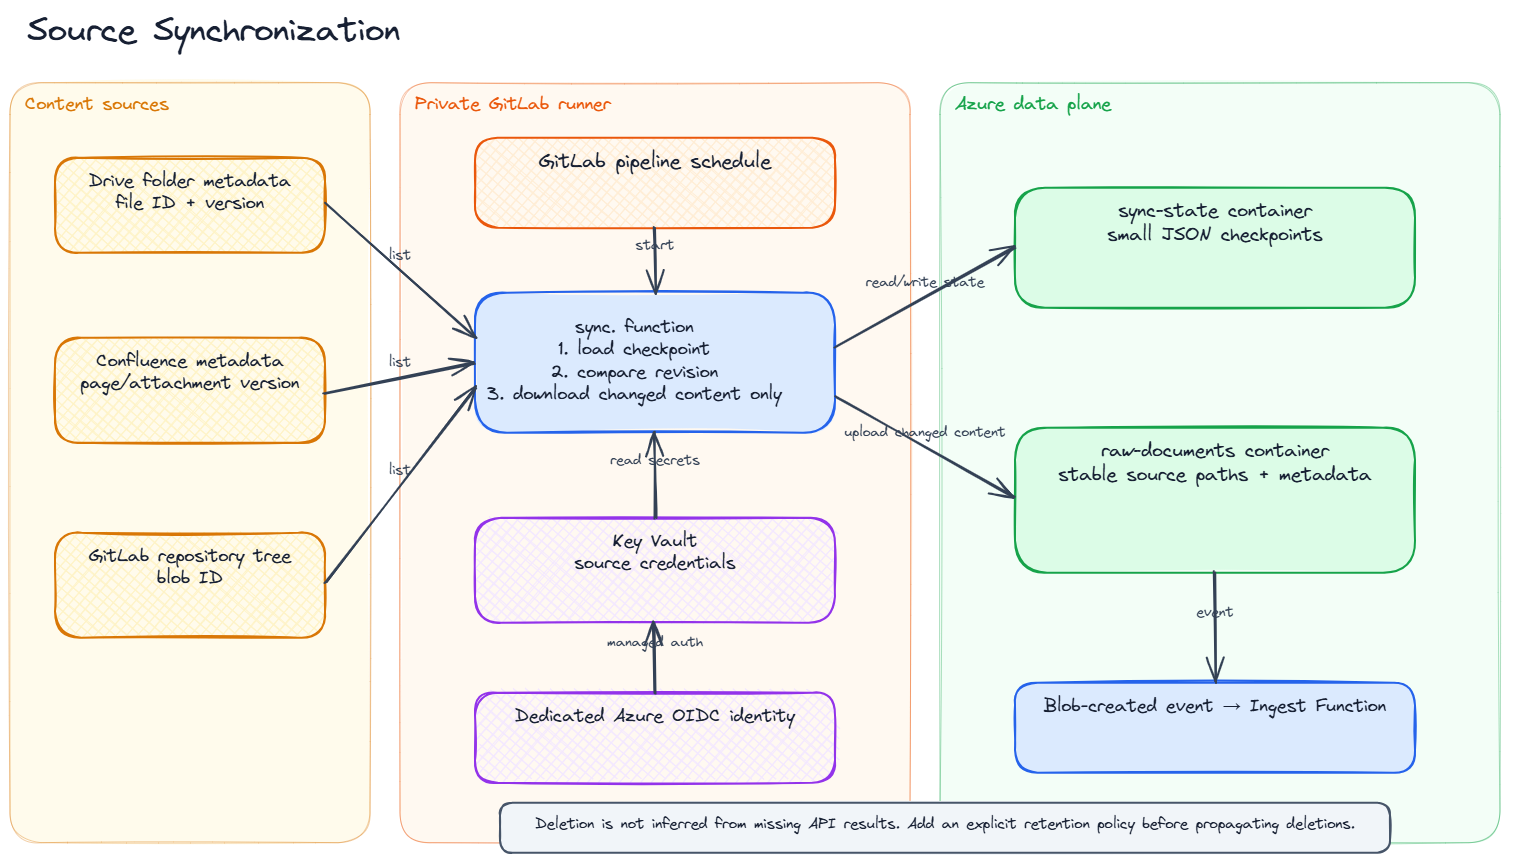 Source Synchronization
Content sources
Drive folder metadata
file ID + version
Confluence metadata
page/attachment version
GitLab repository tree
blob ID
list
list
list
Private GitLab runner
GitLab pipeline schedule
start
sync. function
1. load checkpoint
2. compare revision
3. download changed content only
read secrets
Key Vault
source credentials
managed auth
Dedicated Azure OIDC identity
read/write state
upload changed content
Azure data plane
sync-state container
small JSON checkpoints
raw-documents container
stable source paths + metadata
event
Blob-created event → Ingest Function
Deletion is not inferred from missing API results. Add an explicit retention policy before propagating deletions.